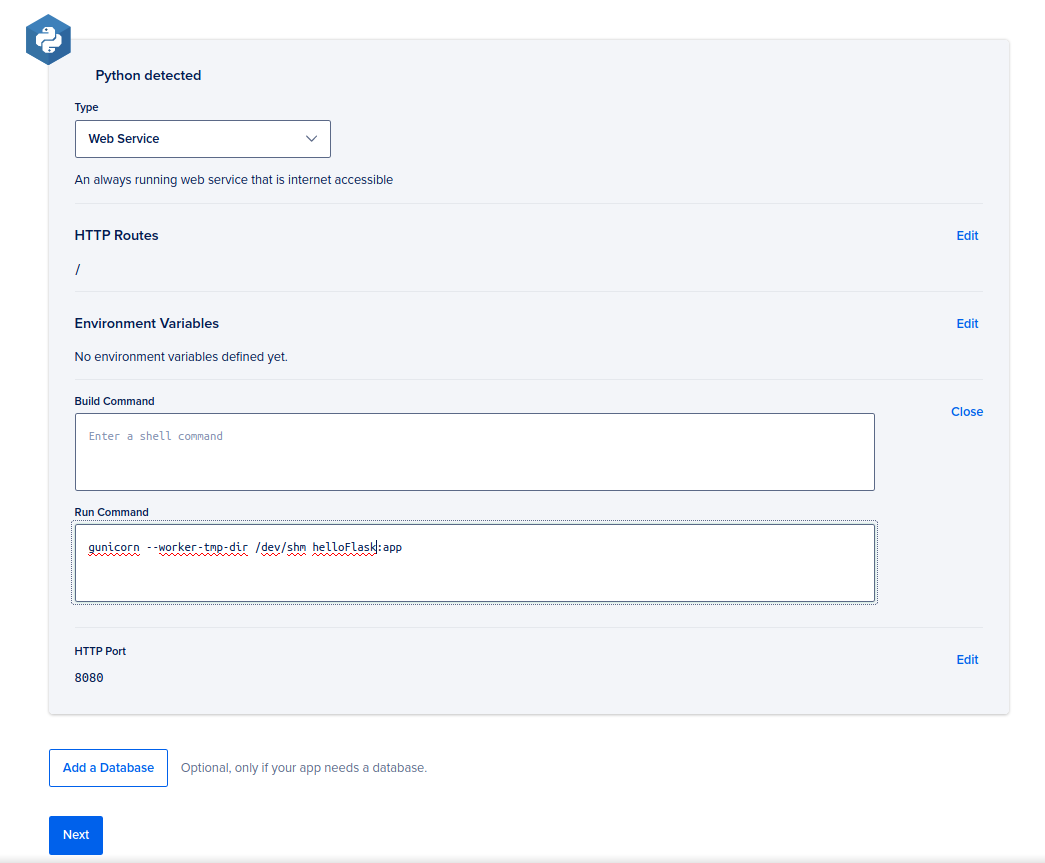 Python detected
Type
Web Service
An always running web service that is internet accessible
HTTP Routes
Edit
/
Environment Variables
Edit
No environment variables defined yet.
Build Command
Close
Enter a shell command
Run Command
gunicorn --worker-tmp-dir /dev/shm helloFlask:app
HTTP Port
Edit
8080
Add a Database
Optional, only if your app needs a database.
Next